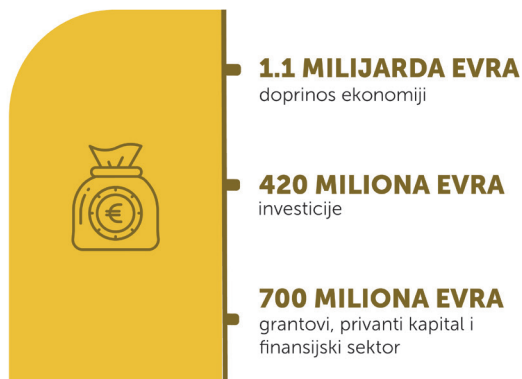 1.1 MILIJARDA EVRA
doprinos ekonomiji
420 MILIONA EVRA
investicije
700 MILIONA EVRA
grantovi, privanti kapital i
finansijski sektor
€